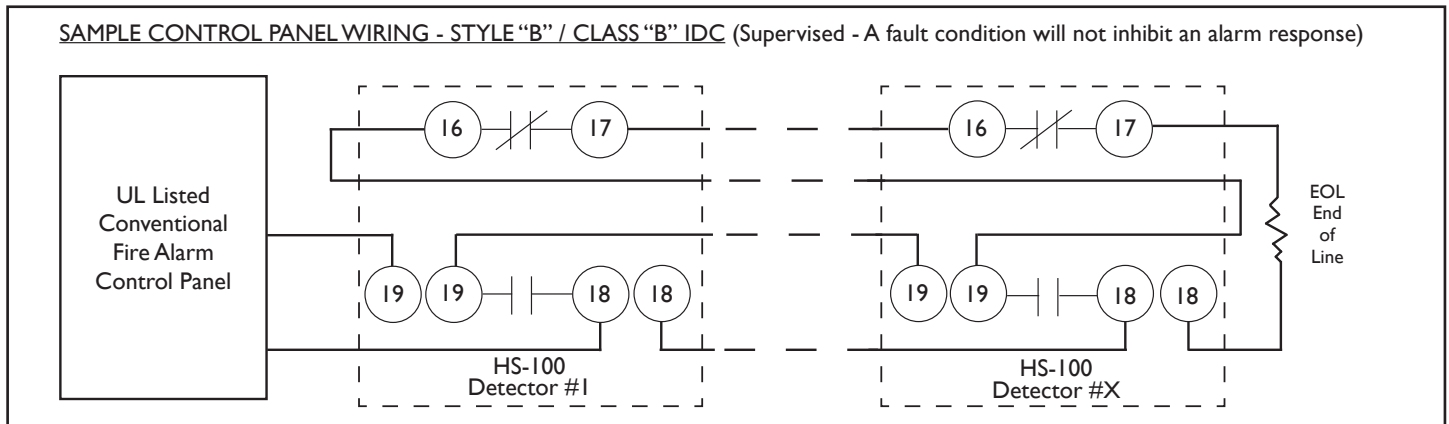 SAMPLE CONTROL PANEL WIRING - STYLE “B” / CLASS “B” IDC (Supervised - A fault condition will not inhibit an alarm response)
UL Listed
Conventional
Fire Alarm
Control Panel
16 17
19 19 18 18
HS-100
Detector #1
16 17
19 19 18 18
HS-100
Detector #X
EOL
End
of
Line